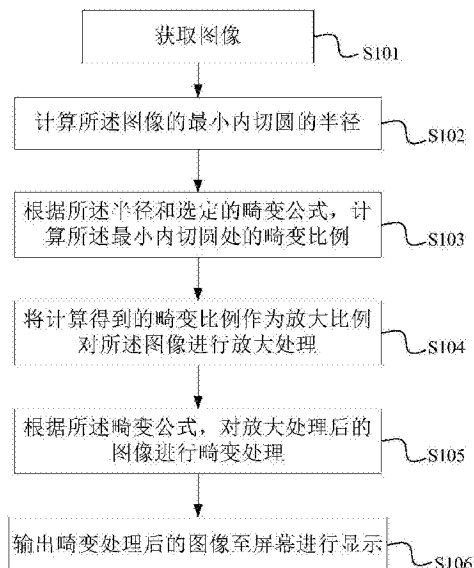 获取图像
S101
计算所述图像的最小内切圆的半径
S102
根据所述半径和选定的畸变公式，计
算所述最小内切圆处的畸变比例
S103
将计算得到的畸变比例作为放大比例
对所述图像进行放大处理
S104
根据所述畸变公式，对放大处理后的
图像进行畸变处理
S105
输出畸变处理后的图像至屏幕进行显示
S106